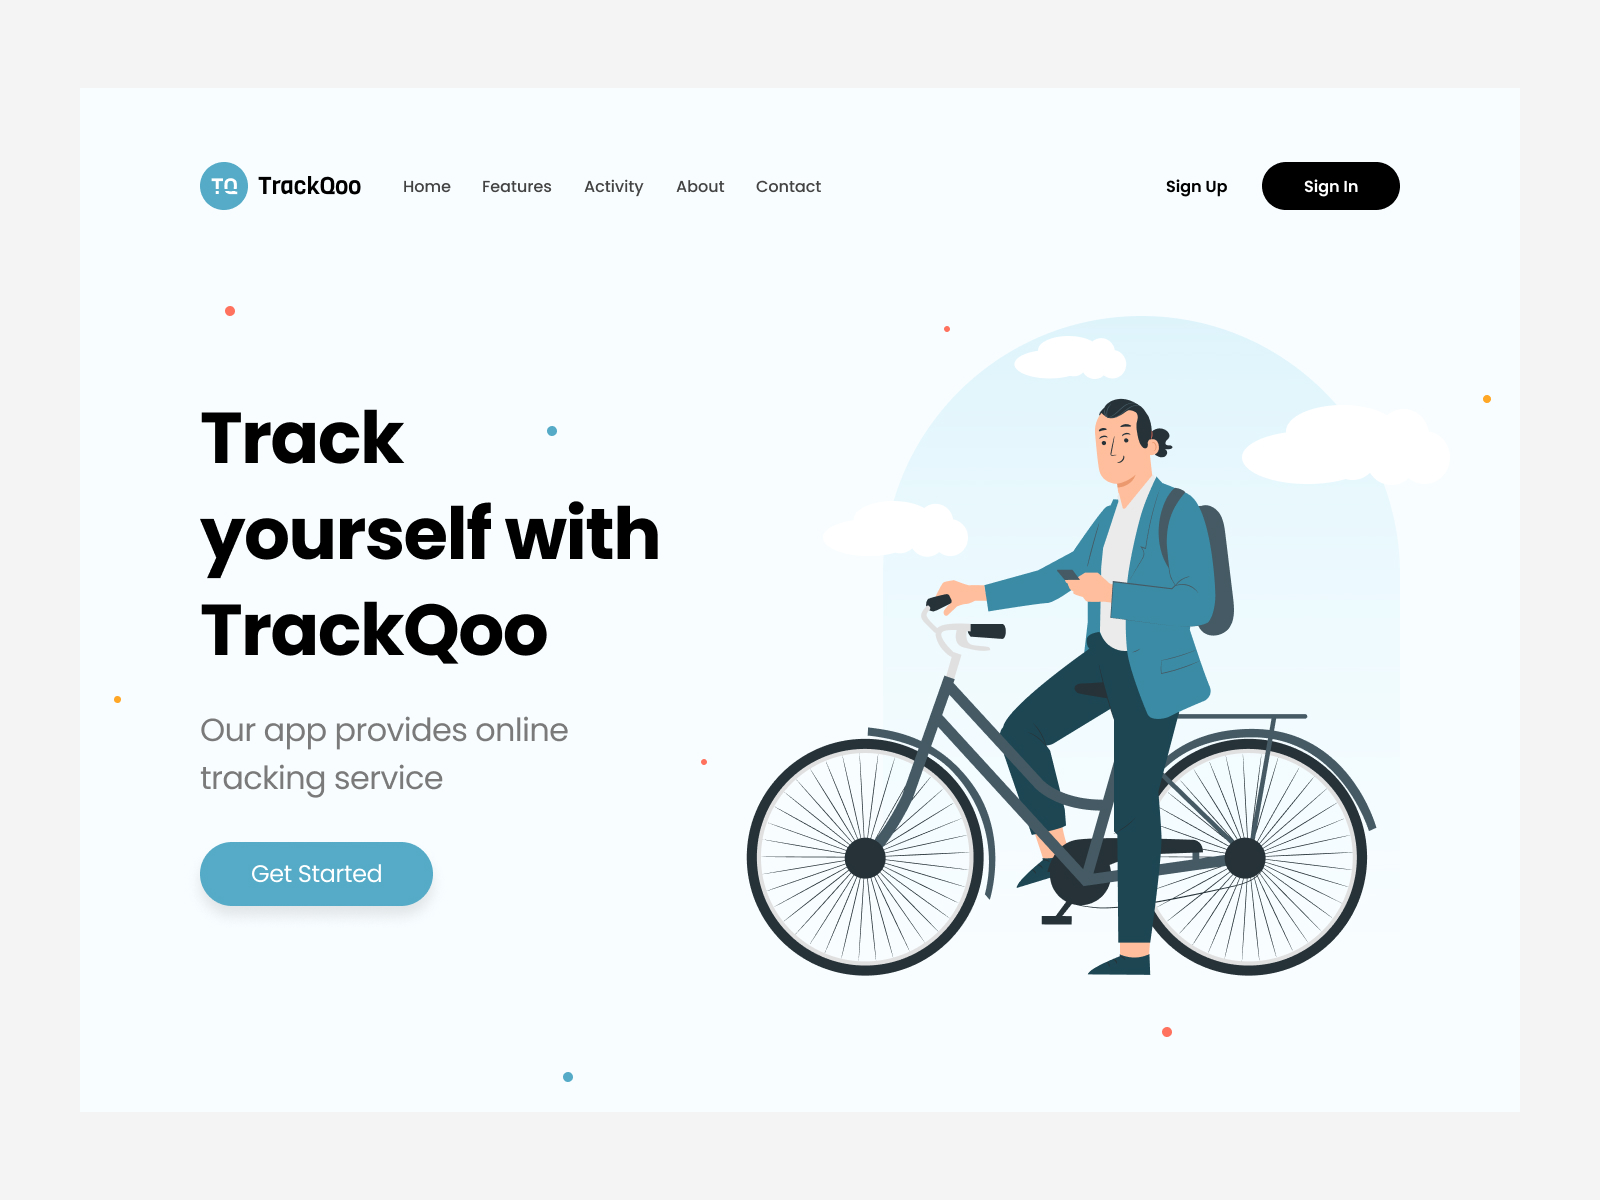 TQ TrackQoo Home Features Activity About Contact Sign Up Sign In
Track
yourself with
TrackQoo
Our app provides online
tracking service
Get Started